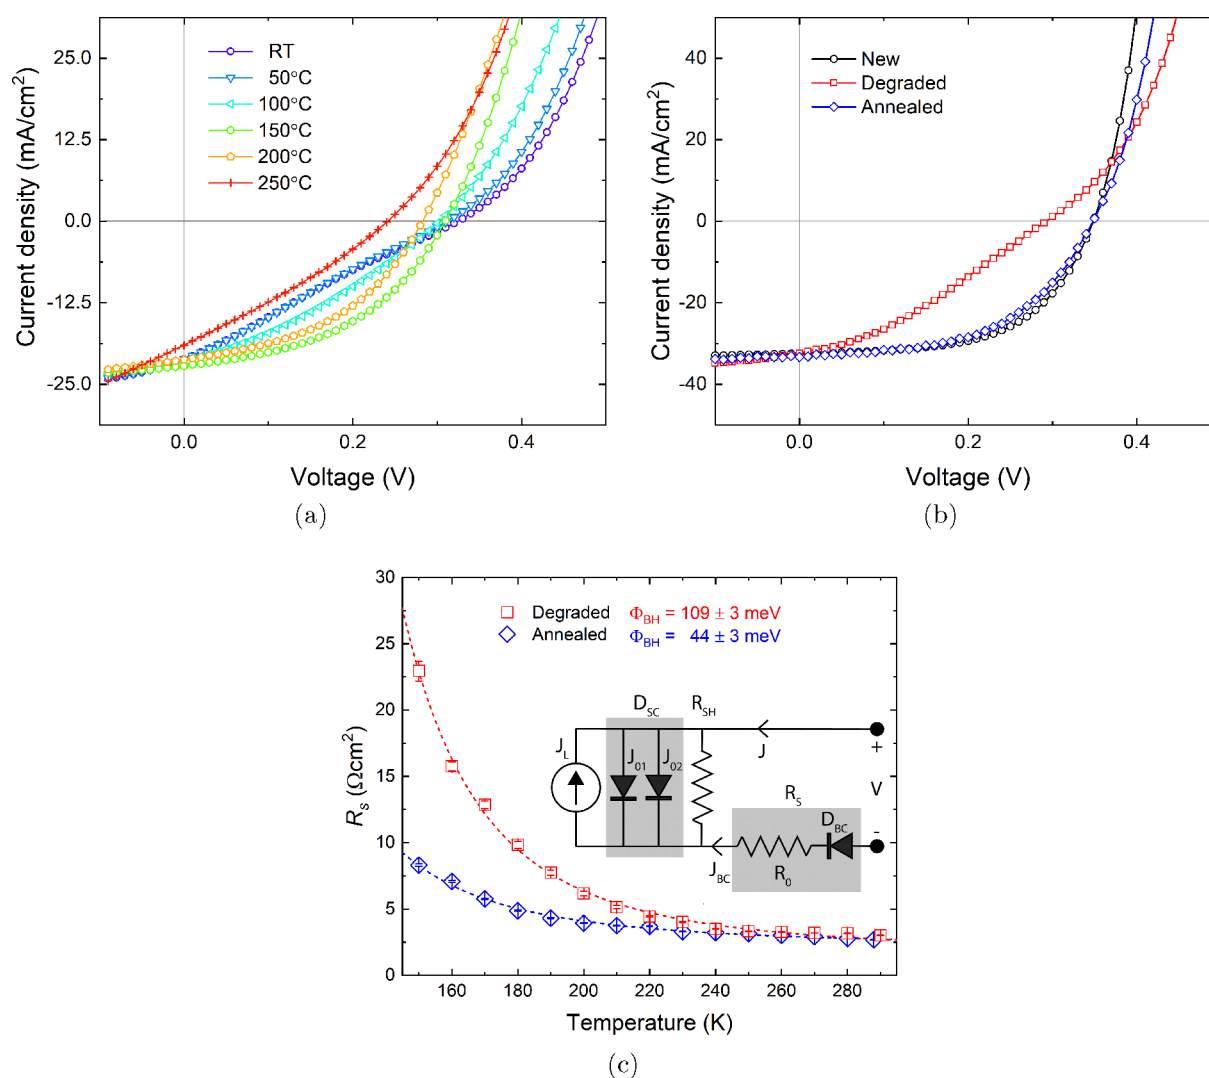 25.0
12.5
0.0
-12.5
-25.0
Current density (mA/cm²)
RT
50°C
100°C
150°C
200°C
250°C
0.0 0.2 0.4
Voltage (V)
(a)
40
20
0
-20
-40
Current density (mA/cm²)
New
Degraded
Annealed
0.0 0.2 0.4
Voltage (V)
(b)
30
25
20
15
10
5
0
Rs (Ωcm²)
Degraded Φ_BH = 109 ± 3 meV
Annealed Φ_BH = 44 ± 3 meV
D_SC R_SH
J_L J_01 J_02 J + V -
R_S
D_BC
J_BC R_0
160 180 200 220 240 260 280
Temperature (K)
(c)